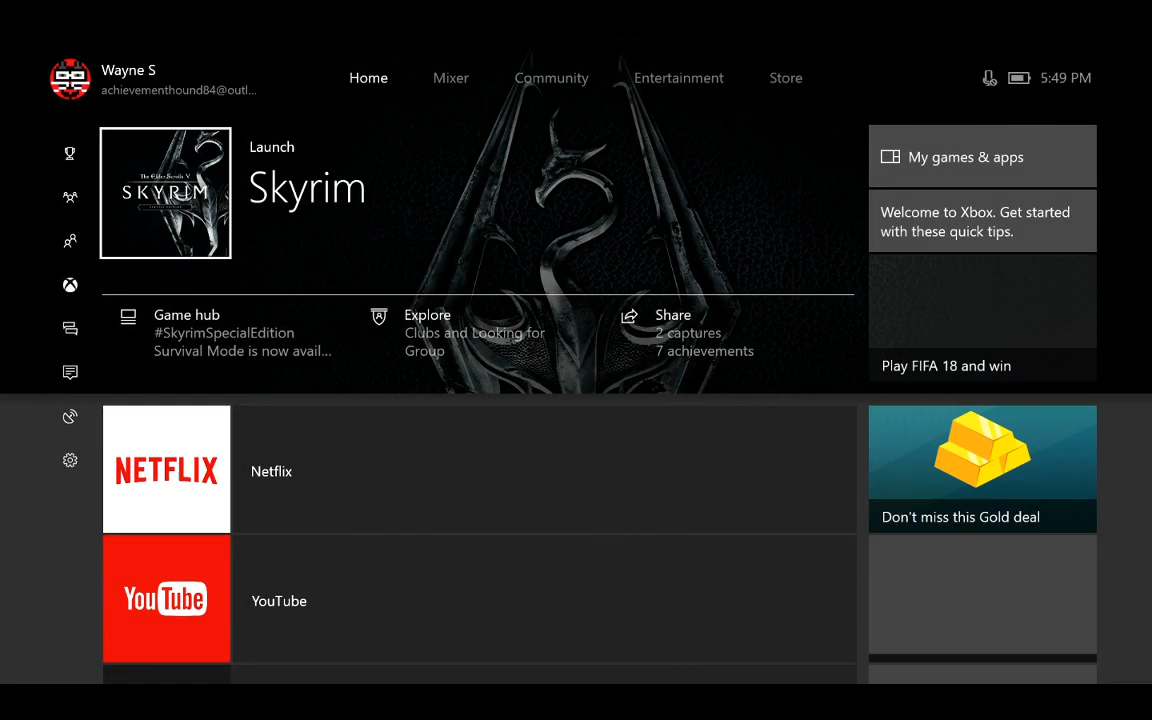 Wayne S
achievementhound84@outl...
Home
Mixer
Community
Entertainment
Store
5:49 PM
The Elder Scrolls V
SKYRIM
Launch
Skyrim
My games & apps
Welcome to Xbox. Get started
with these quick tips.
Game hub
#SkyrimSpecialEdition
Survival Mode is now avail...
Explore
Clubs and Looking for
Group
Share
2 captures
7 achievements
Play FIFA 18 and win
NETFLIX
Netflix
Don't miss this Gold deal
YouTube
YouTube